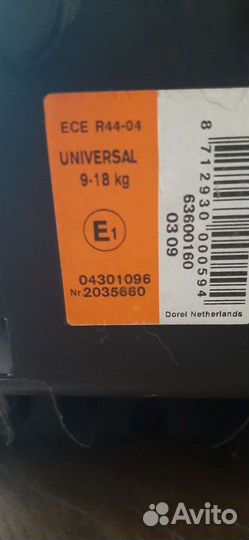 ECE R44-04
UNIVERSAL
9-18 kg
E1
04301096
Nr.2035660
8 712930 000594
63600160
03 09
Dorel Netherlands
Avito